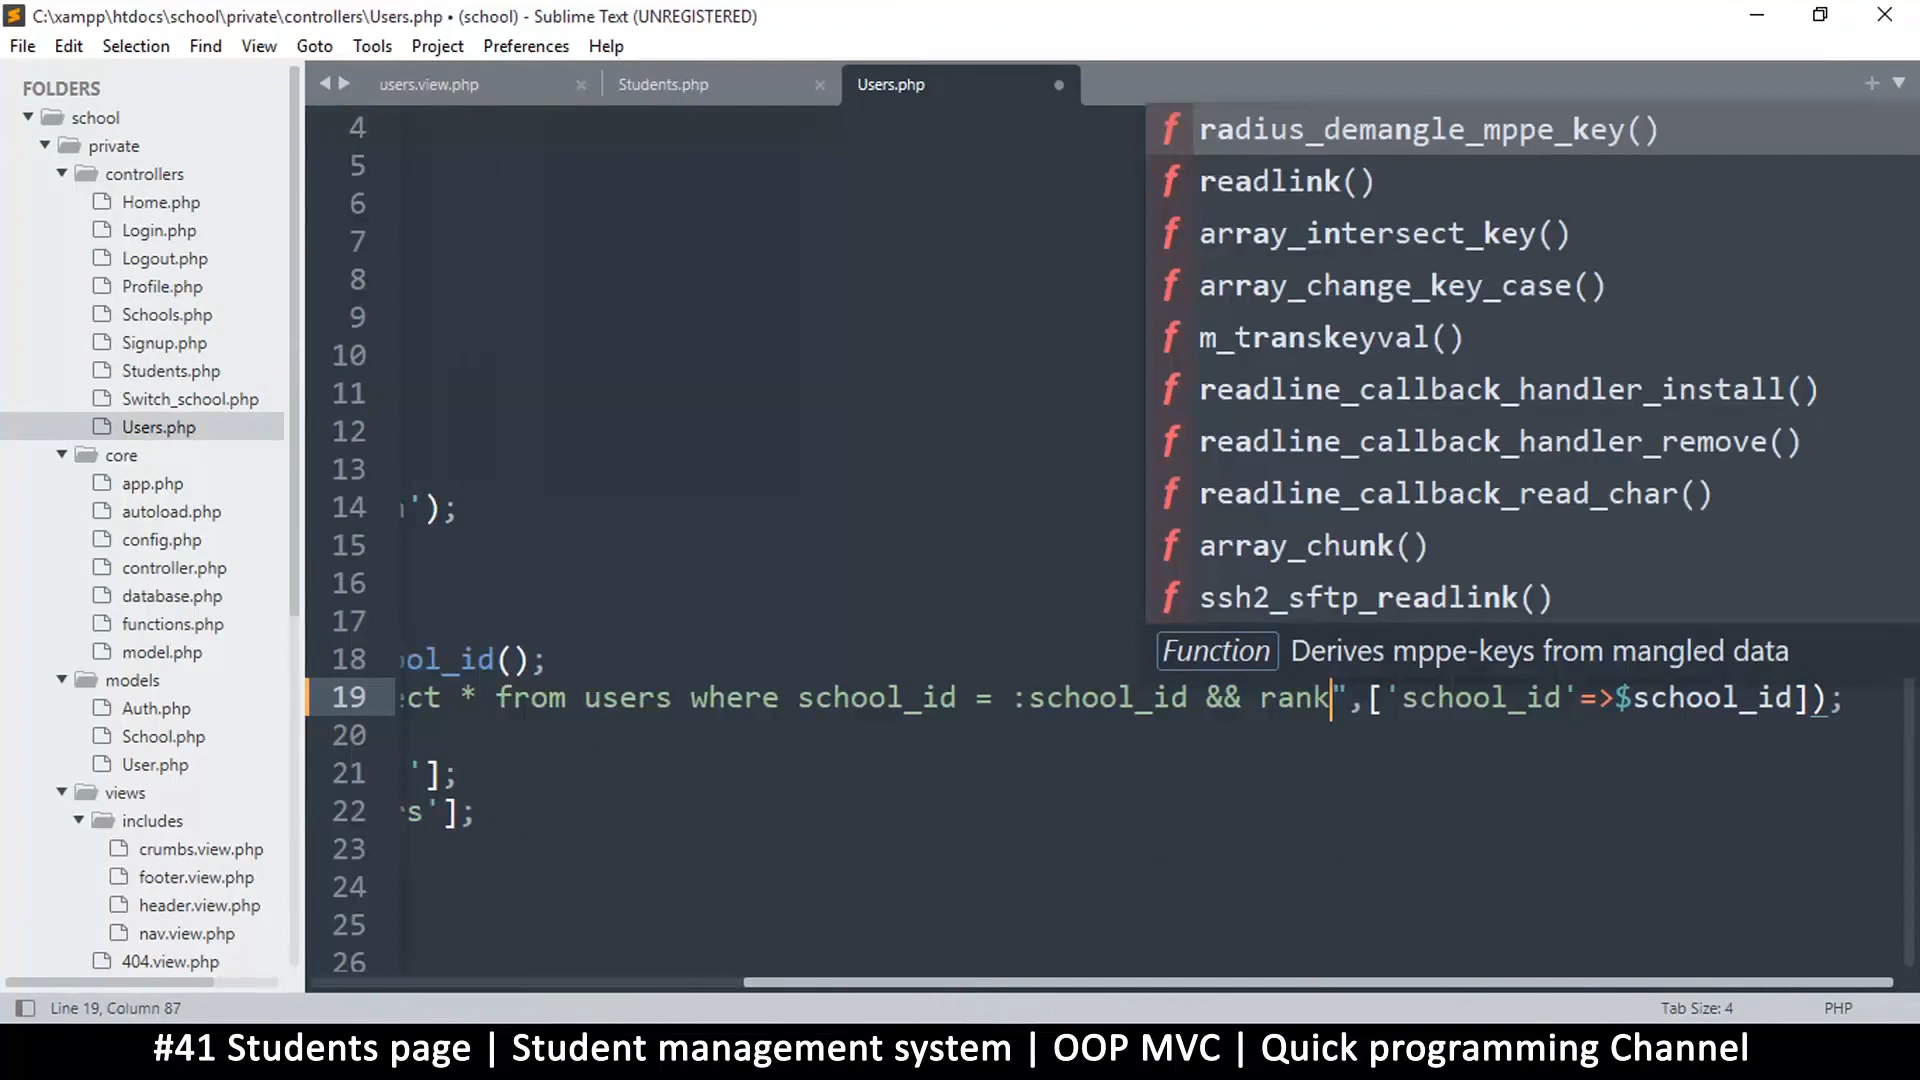 C:\xampp\htdocs\school\private\controllers\Users.php • (school) - Sublime Text (UNREGISTERED)
File Edit Selection Find View Goto Tools Project Preferences Help
FOLDERS
school
private
controllers
Home.php
Login.php
Logout.php
Profile.php
Schools.php
Signup.php
Students.php
Switch_school.php
Users.php
core
app.php
autoload.php
config.php
controller.php
database.php
functions.php
model.php
models
Auth.php
School.php
User.php
views
includes
crumbs.view.php
footer.view.php
header.view.php
nav.view.php
404.view.php
users.view.php Students.php Users.php
4
5
6
7
8
9
10
11
12
13
14 ');
15
16
17
18 ool_id();
19 ect * from users where school_id = :school_id && rank",['school_id'=>$school_id]);
20
21 '];
22 s'];
23
24
25
26
f radius_demangle_mppe_key()
f readlink()
f array_intersect_key()
f array_change_key_case()
f m_transkeyval()
f readline_callback_handler_install()
f readline_callback_handler_remove()
f readline_callback_read_char()
f array_chunk()
f ssh2_sftp_readlink()
Function Derives mppe-keys from mangled data
Line 19, Column 87 Tab Size: 4 PHP
#41 Students page | Student management system | OOP MVC | Quick programming Channel